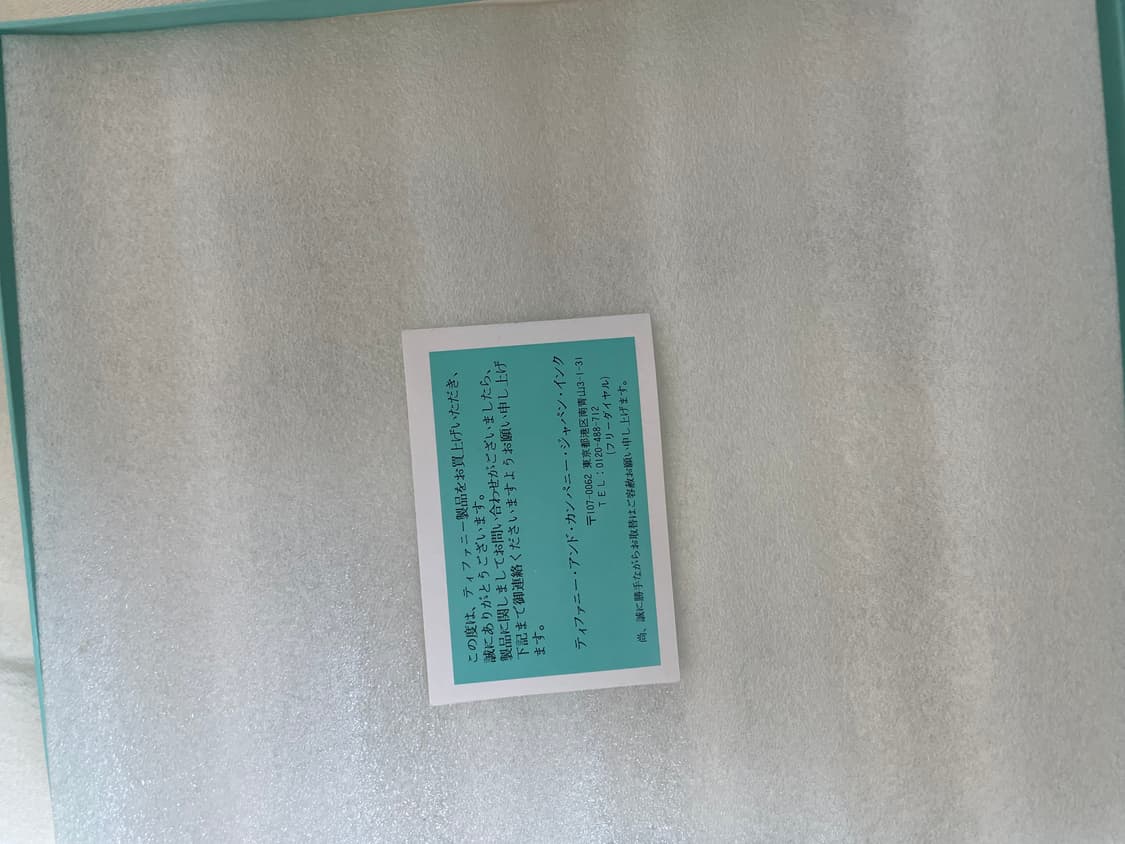 この度は、ティファニー製品をお買上げいただき、
誠にありがとうございます。
製品に関しましてお問い合わせがございましたら、
下記まで御連絡くださいますようお願い申し上げ
ます。
ティファニー・アンド・カンパニー・ジャパン・インク
〒107-0062 東京都港区南青山3-1-31
TEL:0120-488-712
(フリーダイヤル)
尚、誠に勝手ながらお取替はご容赦お願い申し上げます。